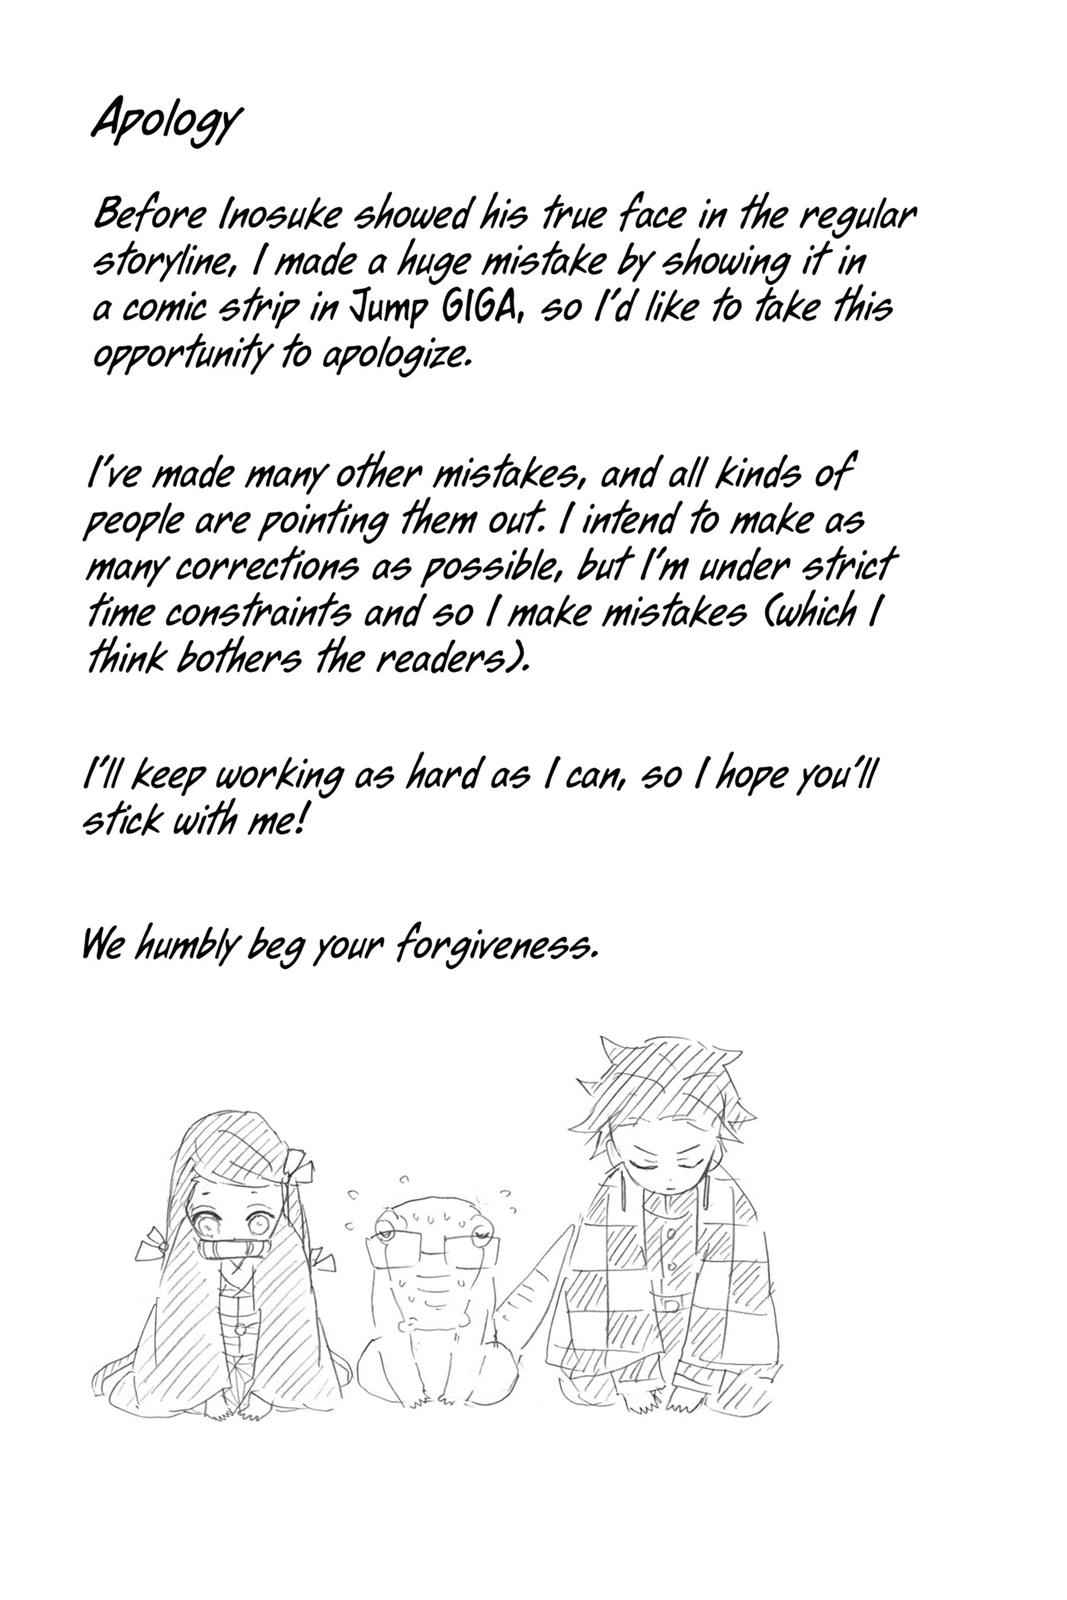 Apology
Before Inosuke showed his true face in the regular
storyline, I made a huge mistake by showing it in
a comic strip in Jump GIGA, so I'd like to take this
opportunity to apologize.
I've made many other mistakes, and all kinds of
people are pointing them out. I intend to make as
many corrections as possible, but I'm under strict
time constraints and so I make mistakes (which I
think bothers the readers).
I'll keep working as hard as I can, so I hope you'll
stick with me!
We humbly beg your forgiveness.